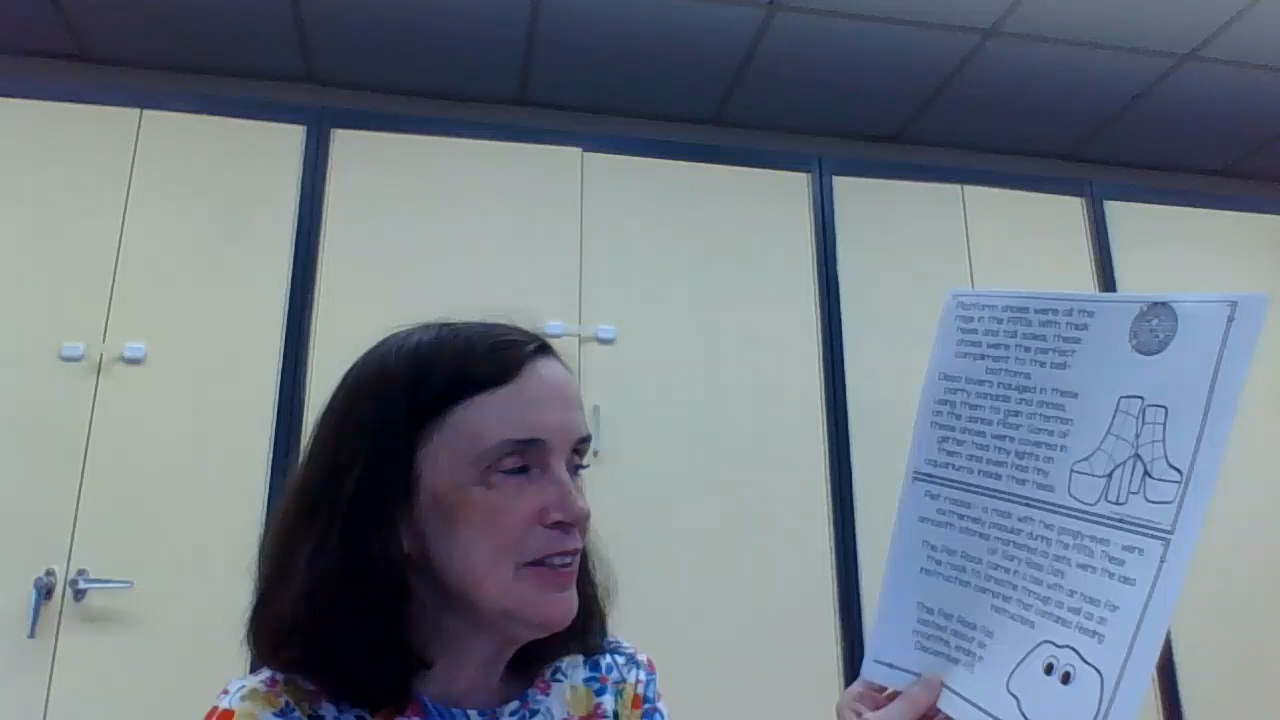 Platform shoes were all the
rage in the 1970s. With thick
heels and tall soles, these
shoes were the perfect
compliment to the bell-
bottoms.
Disco lovers indulged in these
party sandals and shoes,
using them to gain attention
on the dance floor. Some of
these shoes were covered in
glitter, had tiny lights on
them and even had tiny
aquariums inside their heels.
Pet rocks - a rock with two googly-eyes - were
extremely popular during the 1970s. These
smooth stones marketed as pets, were the idea
of Gary Ross Dahl.
The Pet Rock came in a box with air holes for
the rock to breathe through as well as an
instruction pamphlet that contained feeding
instructions.
The Pet Rock fad
lasted about six
months, ending in
December